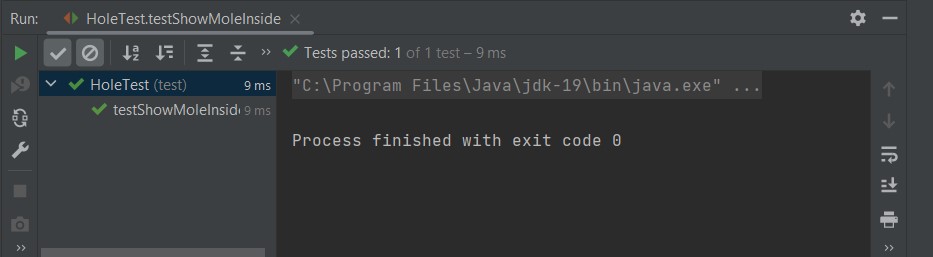 Run: HoleTest.testShowMoleInside
Tests passed: 1 of 1 test – 9 ms
HoleTest (test) 9 ms
testShowMoleInside 9 ms
"C:\Program Files\Java\jdk-19\bin\java.exe" ...
Process finished with exit code 0